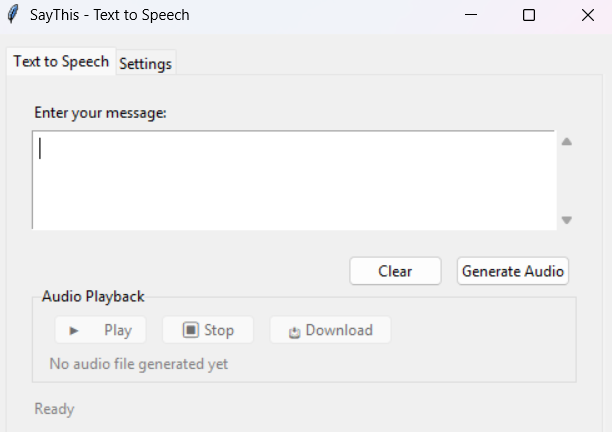 SayThis - Text to Speech
Text to Speech Settings
Enter your message:
Clear Generate Audio
Audio Playback
Play Stop Download
No audio file generated yet
Ready